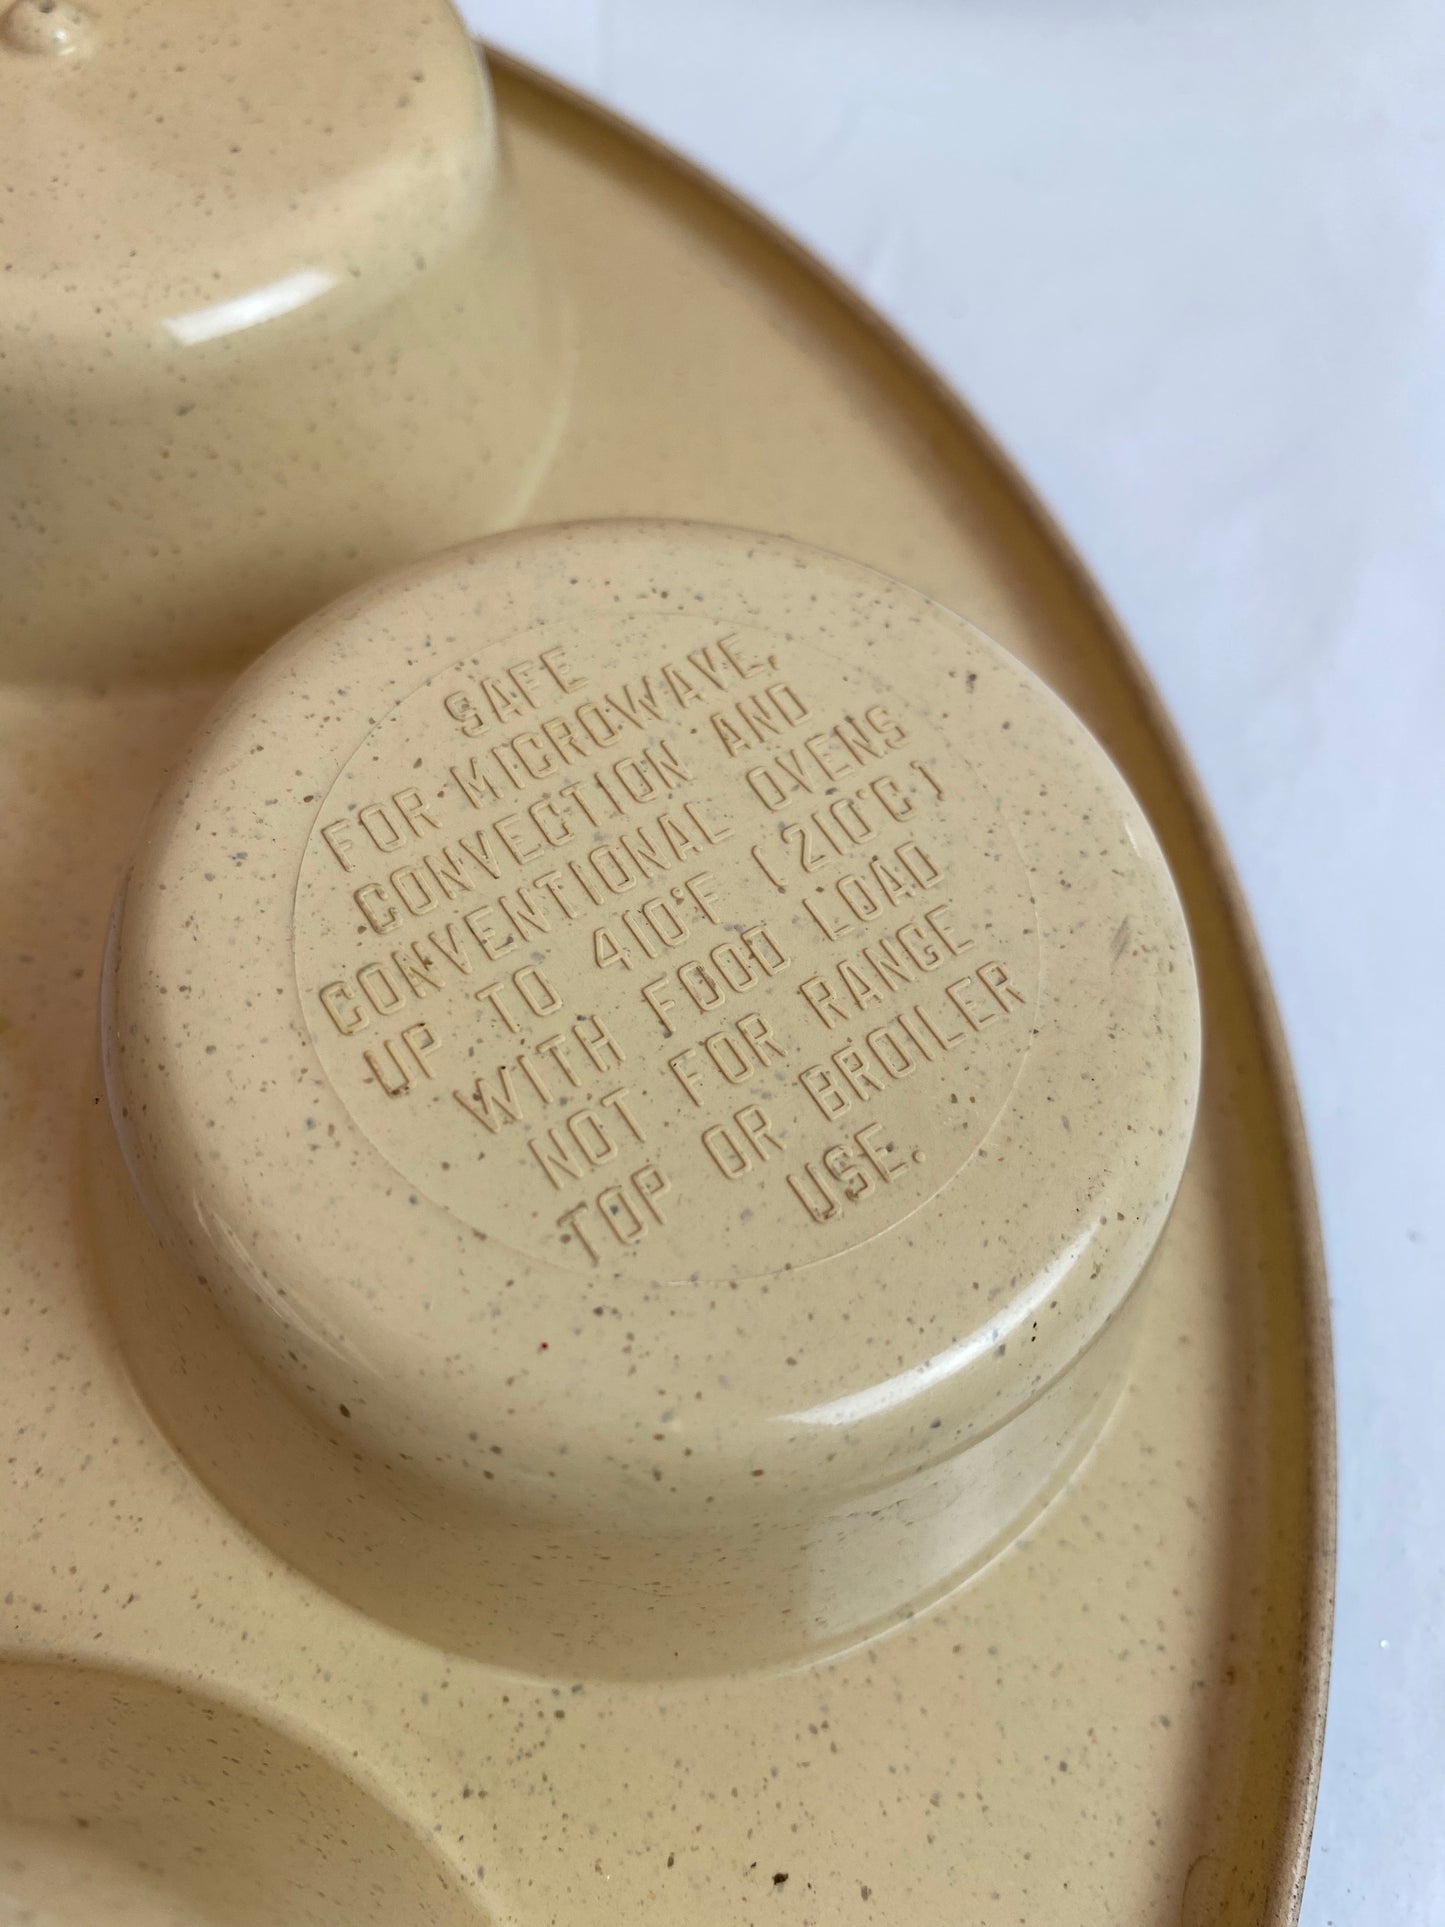 SAFE
FOR MICROWAVE,
CONVECTION AND
CONVENTIONAL OVENS
UP TO 410°F (210°C)
WITH FOOD LOAD
NOT FOR RANGE
TOP OR BROILER
USE.